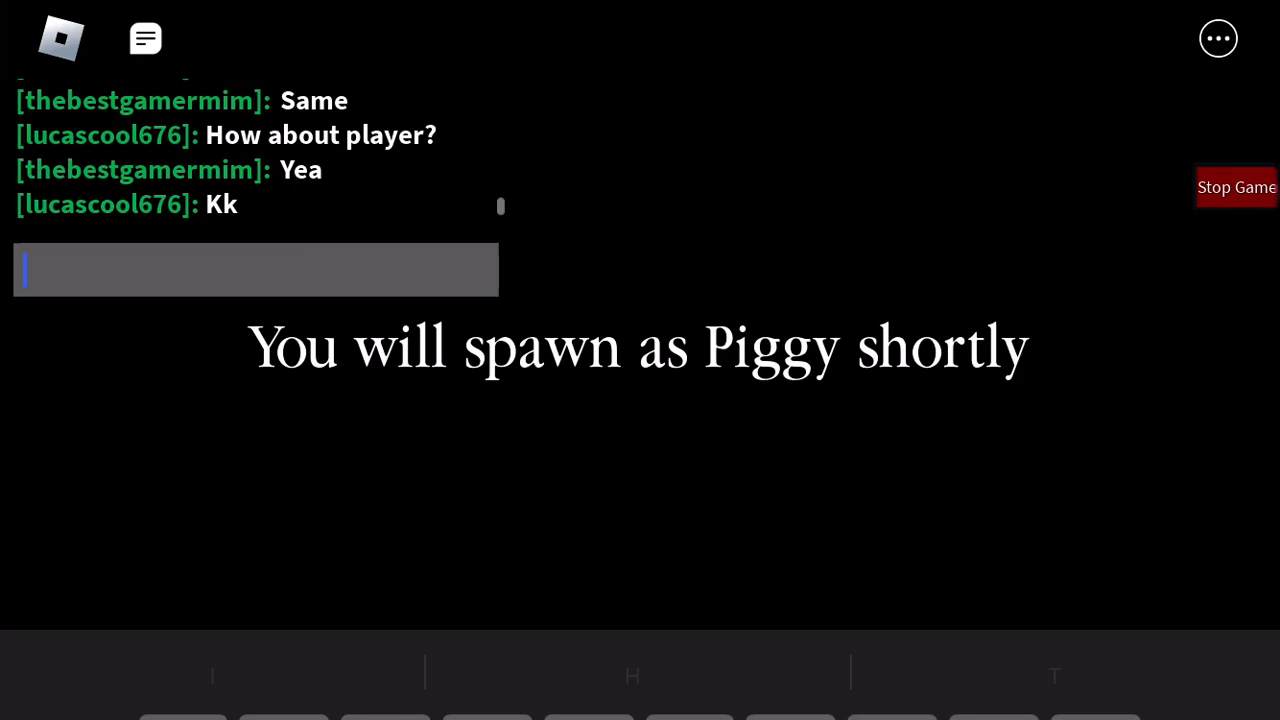 [thebestgamermim]: Same
[lucascool676]: How about player?
[thebestgamermim]: Yea
[lucascool676]: Kk
Stop Game
You will spawn as Piggy shortly
I H T